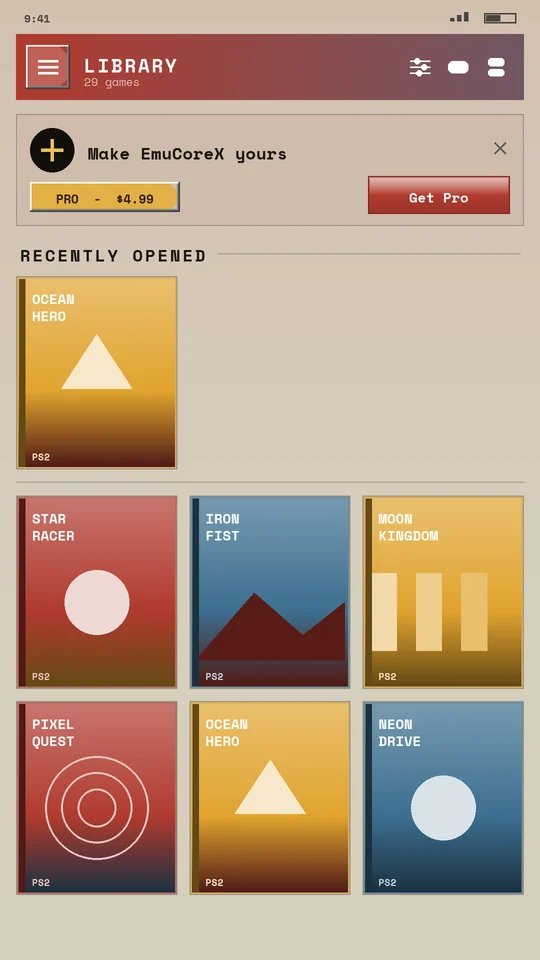 9:41
LIBRARY
29 games
Make EmuCoreX yours
PRO - $4.99
Get Pro
RECENTLY OPENED
OCEAN
HERO
PS2
STAR
RACER
PS2
IRON
FIST
PS2
MOON
KINGDOM
PS2
PIXEL
QUEST
PS2
OCEAN
HERO
PS2
NEON
DRIVE
PS2